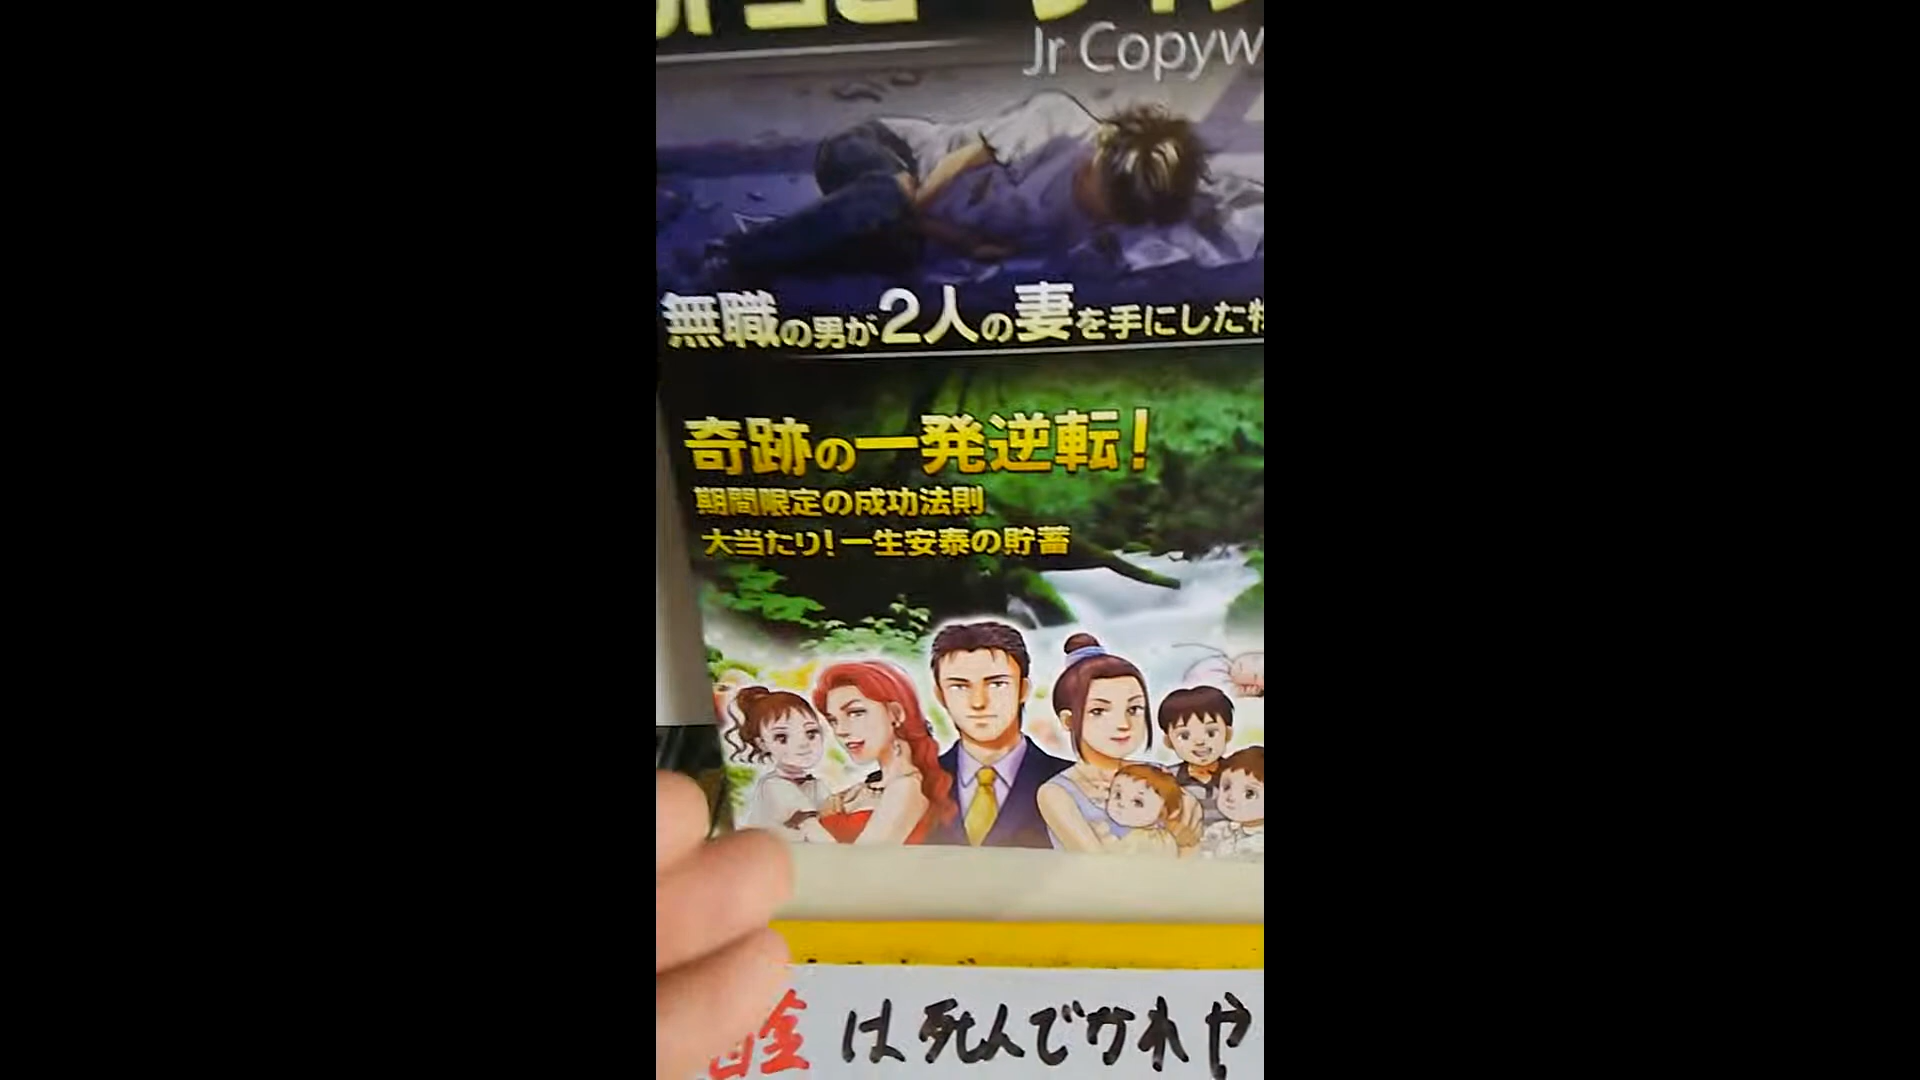 Jr Copyw
無職の男が2人の妻を手にした
奇跡の一発逆転!
期間限定の成功法則
大当たり!一生安泰の貯蓄
は死んでかれや